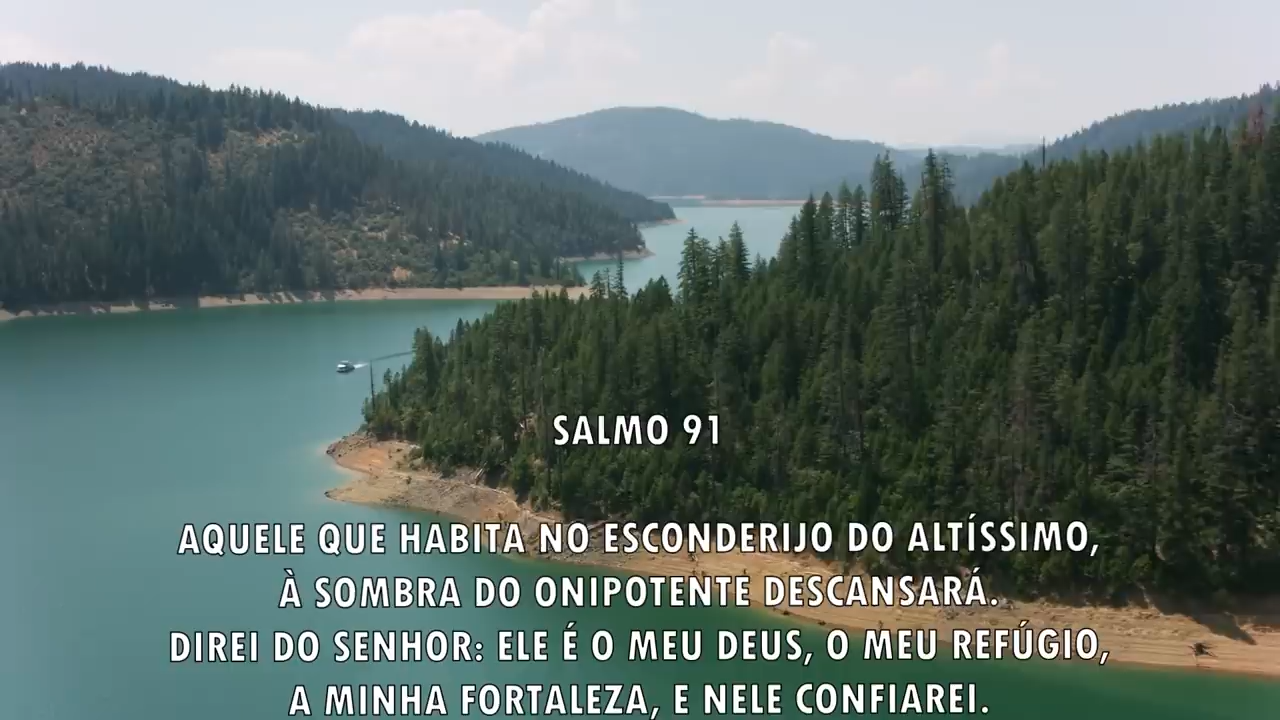 SALMO 91
AQUELE QUE HABITA NO ESCONDERIJO DO ALTÍSSIMO,
À SOMBRA DO ONIPOTENTE DESCANSARÁ.
DIREI DO SENHOR: ELE É O MEU DEUS, O MEU REFÚGIO,
A MINHA FORTALEZA, E NELE CONFIAREI.